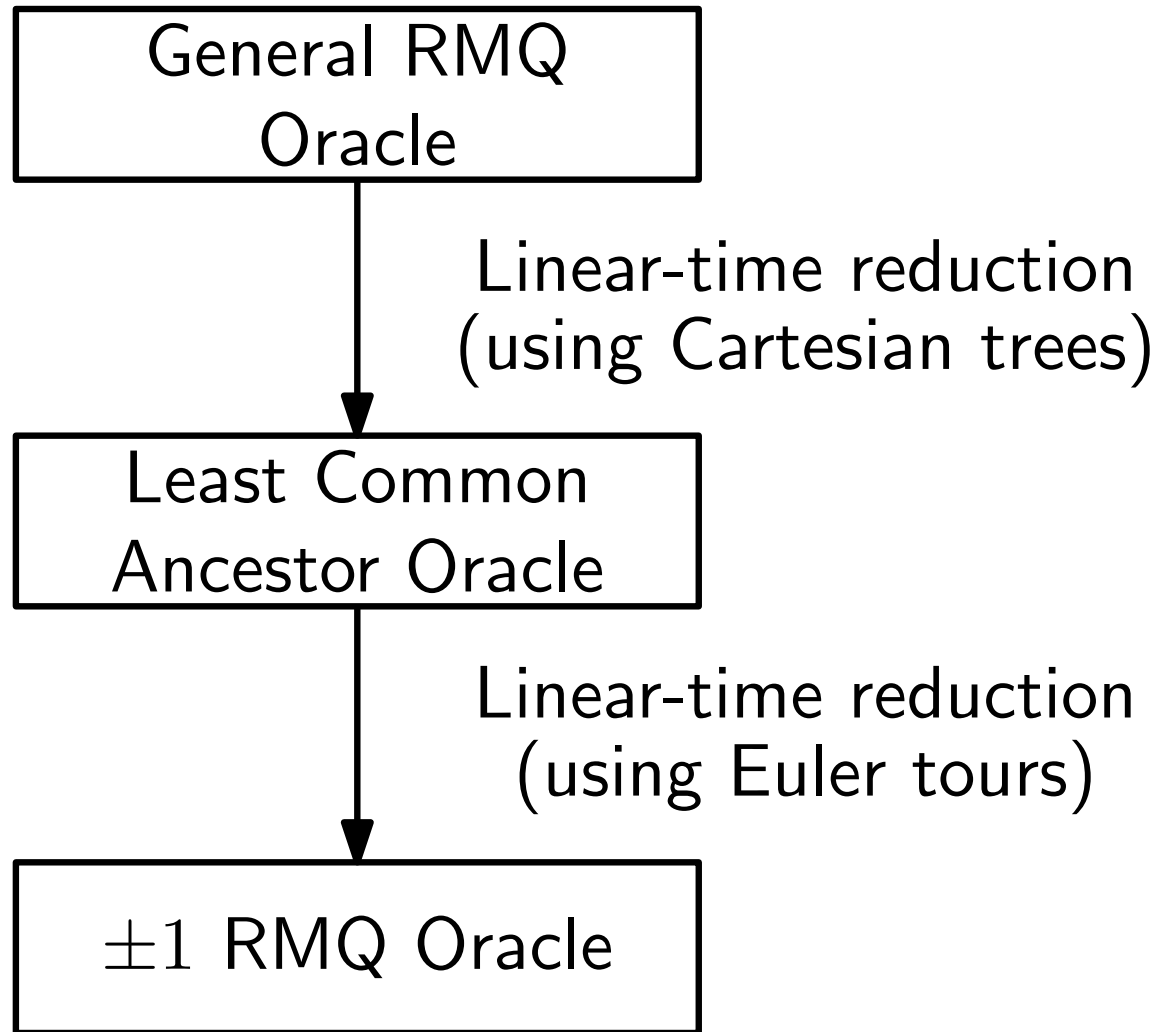 General RMQ
Oracle
Linear-time reduction
(using Cartesian trees)
Least Common
Ancestor Oracle
Linear-time reduction
(using Euler tours)
±1 RMQ Oracle